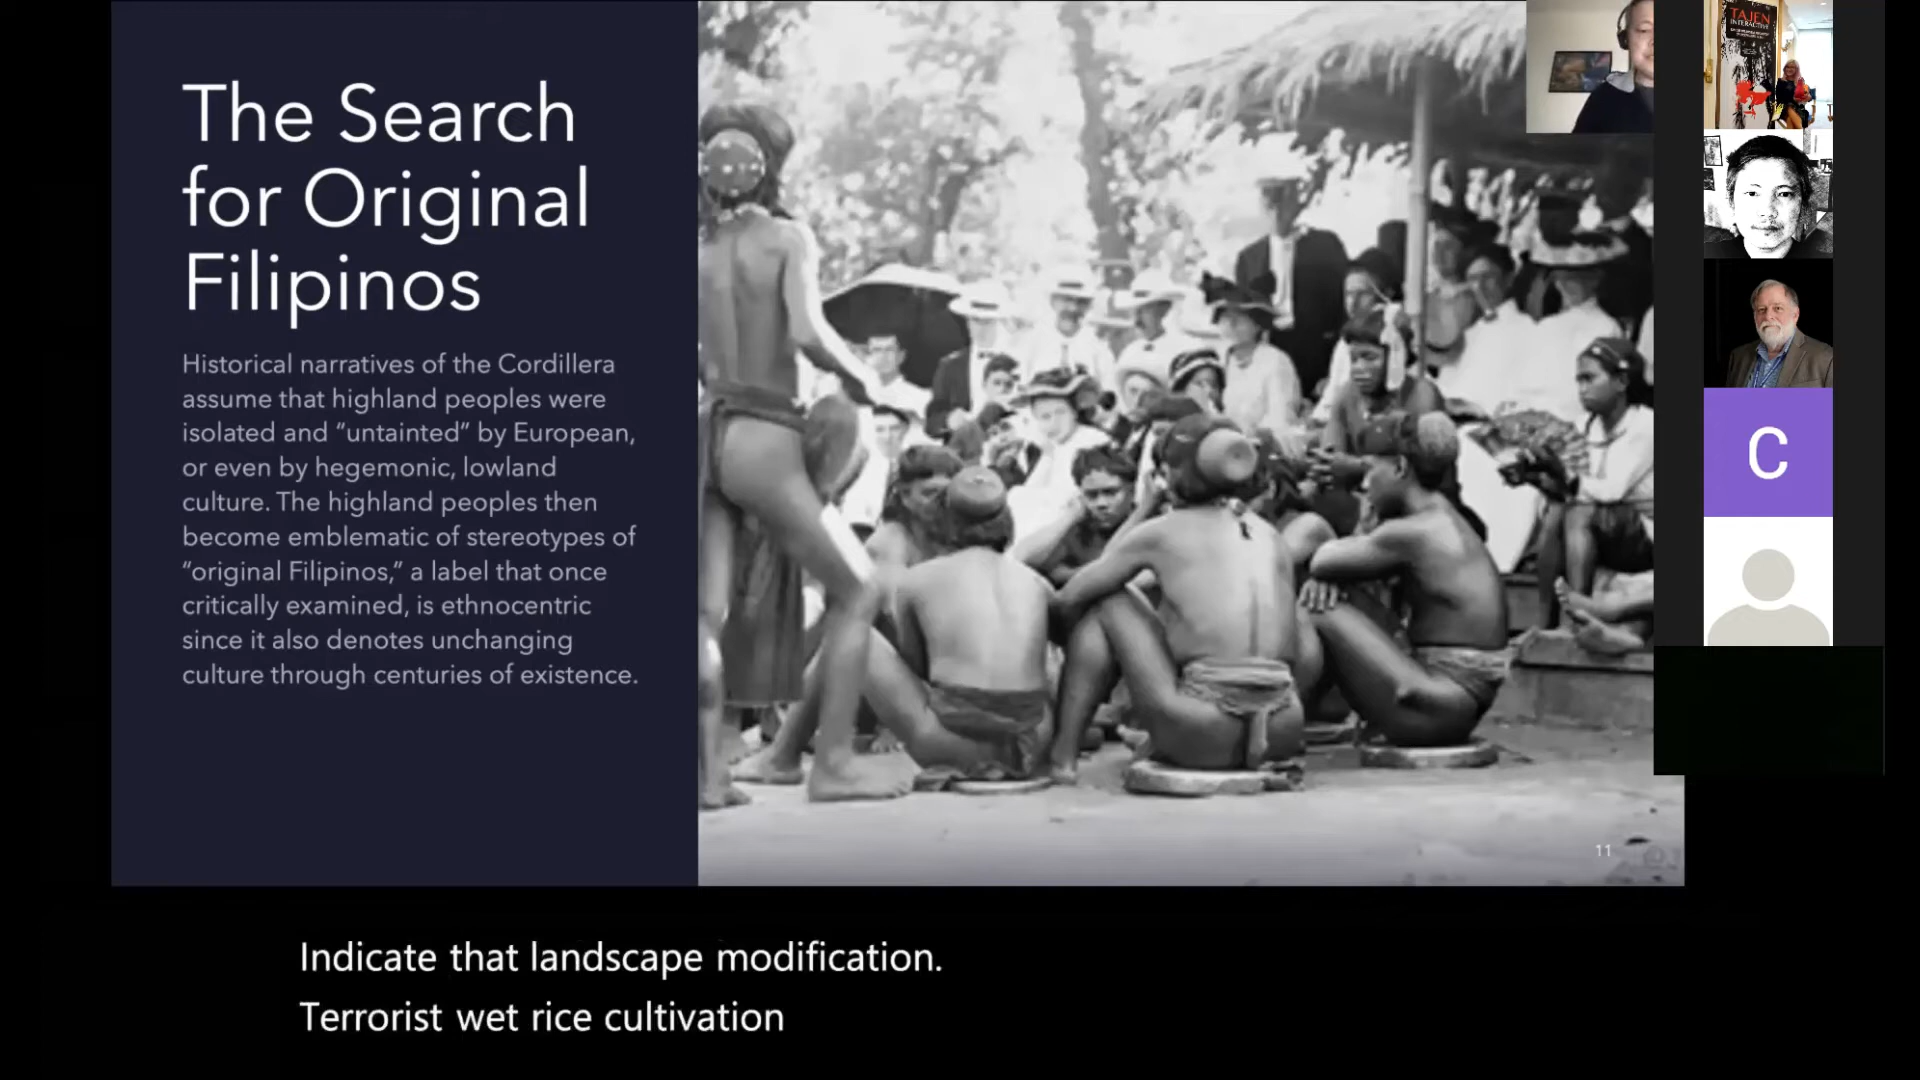 The Search
for Original
Filipinos
Historical narratives of the Cordillera
assume that highland peoples were
isolated and “untainted” by European,
or even by hegemonic, lowland
culture. The highland peoples then
become emblematic of stereotypes of
“original Filipinos,” a label that once
critically examined, is ethnocentric
since it also denotes unchanging
culture through centuries of existence.
11
TAJEN
INTERACTIVE
C
Indicate that landscape modification.
Terrorist wet rice cultivation